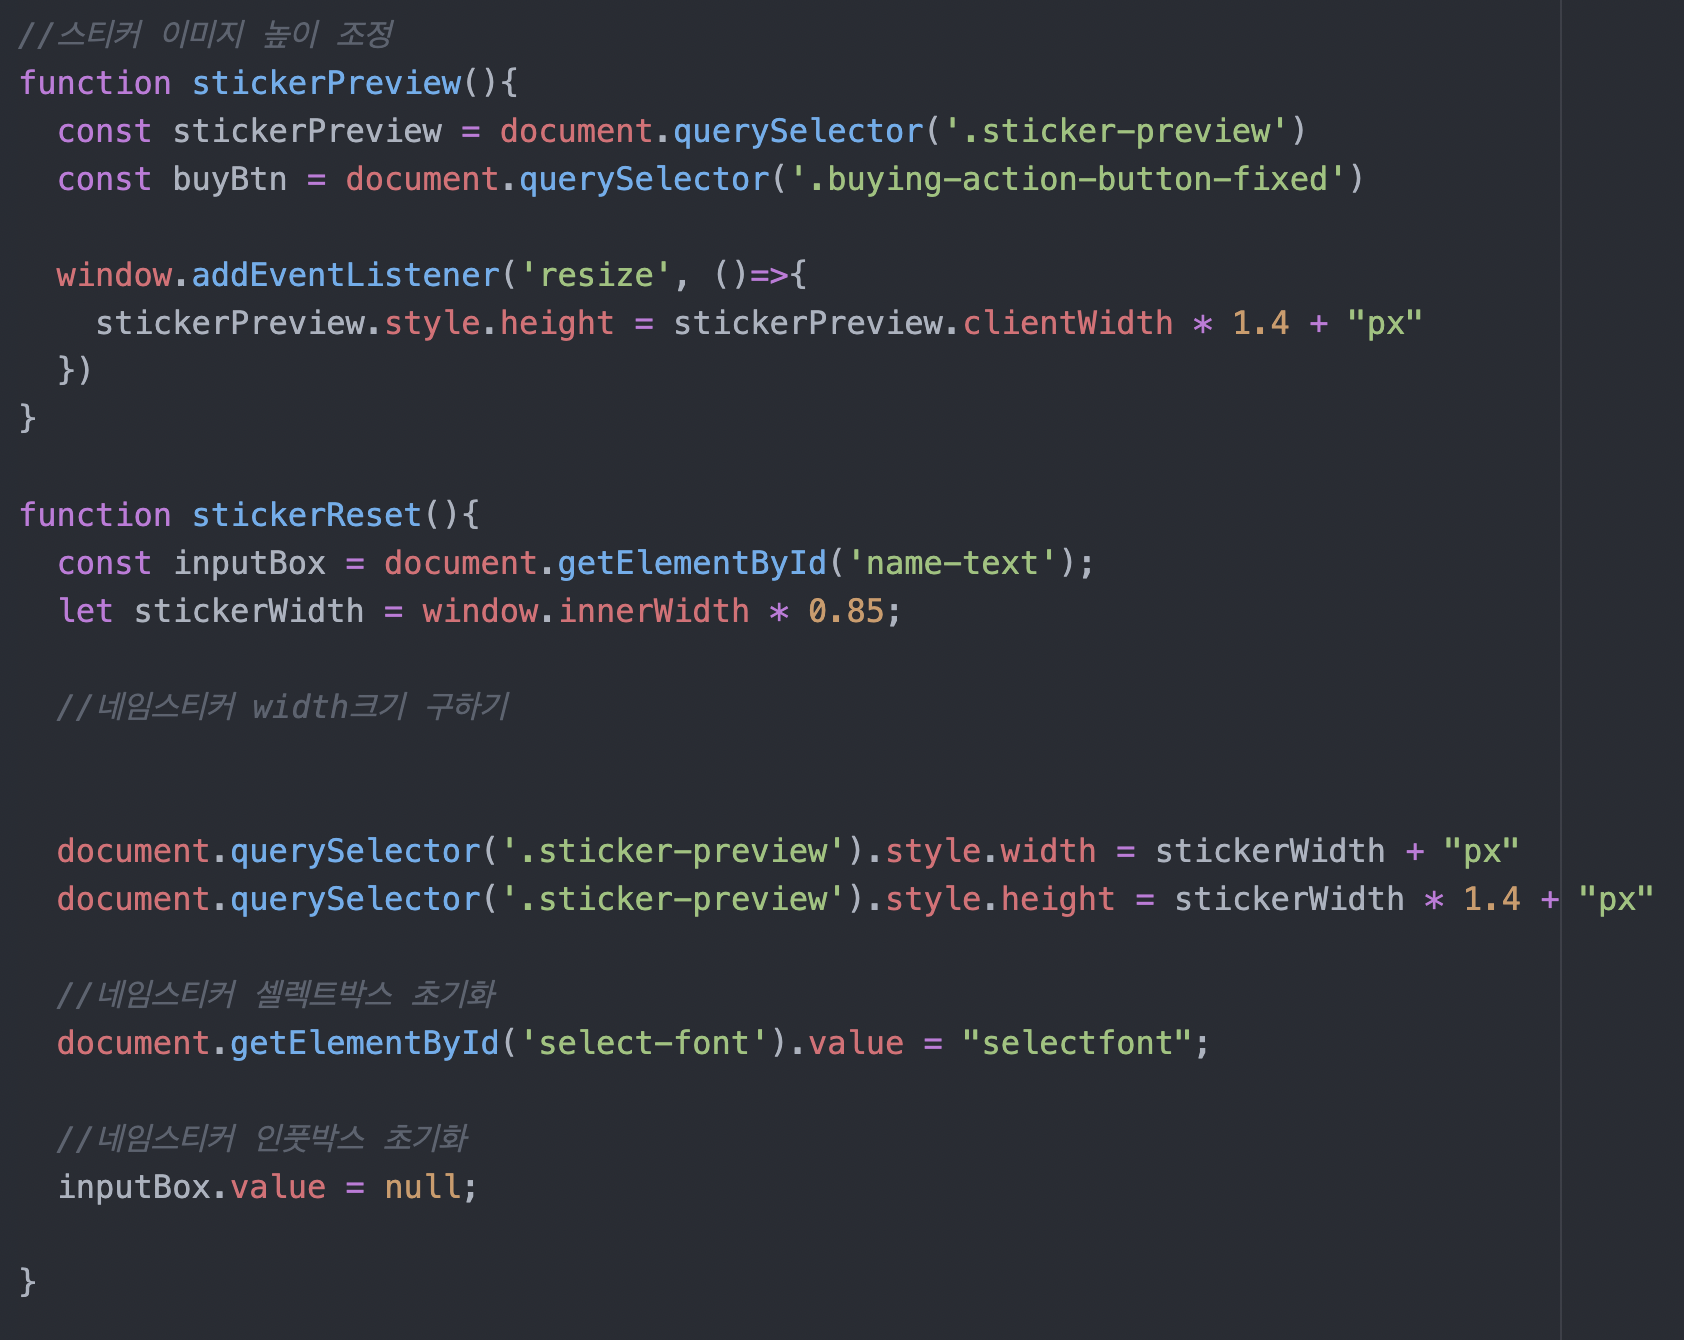 //스티커 이미지 높이 조정
function stickerPreview(){
  const stickerPreview = document.querySelector('.sticker-preview')
  const buyBtn = document.querySelector('.buying-action-button-fixed')

  window.addEventListener('resize', ()=>{
    stickerPreview.style.height = stickerPreview.clientWidth * 1.4 + "px"
  })
}

function stickerReset(){
  const inputBox = document.getElementById('name-text');
  let stickerWidth = window.innerWidth * 0.85;

  //네임스티커 width크기 구하기


  document.querySelector('.sticker-preview').style.width = stickerWidth + "px"
  document.querySelector('.sticker-preview').style.height = stickerWidth * 1.4 + "px"

  //네임스티커 셀렉트박스 초기화
  document.getElementById('select-font').value = "selectfont";

  //네임스티커 인풋박스 초기화
  inputBox.value = null;

}